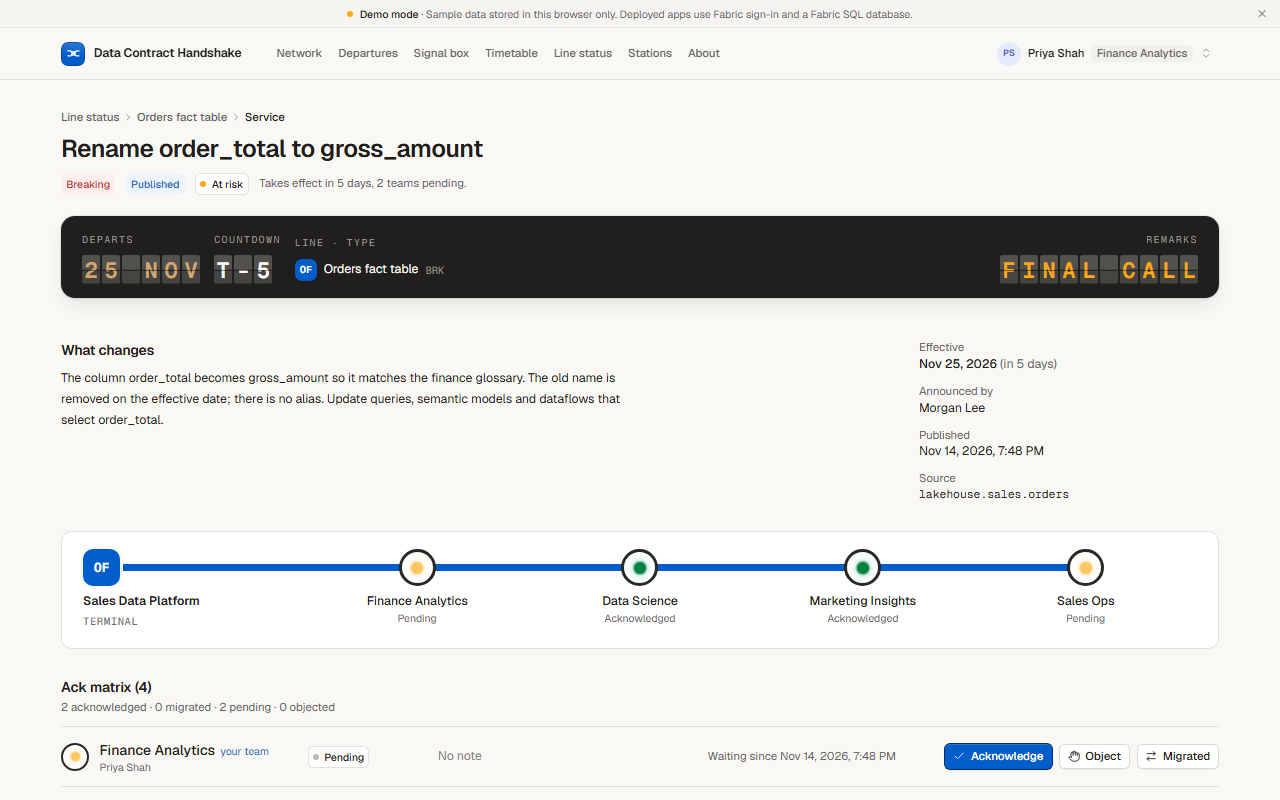 Demo mode · Sample data stored in this browser only. Deployed apps use Fabric sign-in and a Fabric SQL database.
Data Contract Handshake Network Departures Signal box Timetable Line status Stations About PS Priya Shah Finance Analytics
Line status > Orders fact table > Service
Rename order_total to gross_amount
Breaking Published At risk Takes effect in 5 days, 2 teams pending.
DEPARTS COUNTDOWN LINE · TYPE REMARKS
25 NOV T-5 OF Orders fact table BRK FINAL CALL
What changes
The column order_total becomes gross_amount so it matches the finance glossary. The old name is
removed on the effective date; there is no alias. Update queries, semantic models and dataflows that
select order_total.
Effective
Nov 25, 2026 (in 5 days)
Announced by
Morgan Lee
Published
Nov 14, 2026, 7:48 PM
Source
lakehouse.sales.orders
OF
Sales Data Platform Finance Analytics Data Science Marketing Insights Sales Ops
TERMINAL Pending Acknowledged Acknowledged Pending
Ack matrix (4)
2 acknowledged · 0 migrated · 2 pending · 0 objected
Finance Analytics your team Pending No note Waiting since Nov 14, 2026, 7:48 PM Acknowledge Object Migrated
Priya Shah